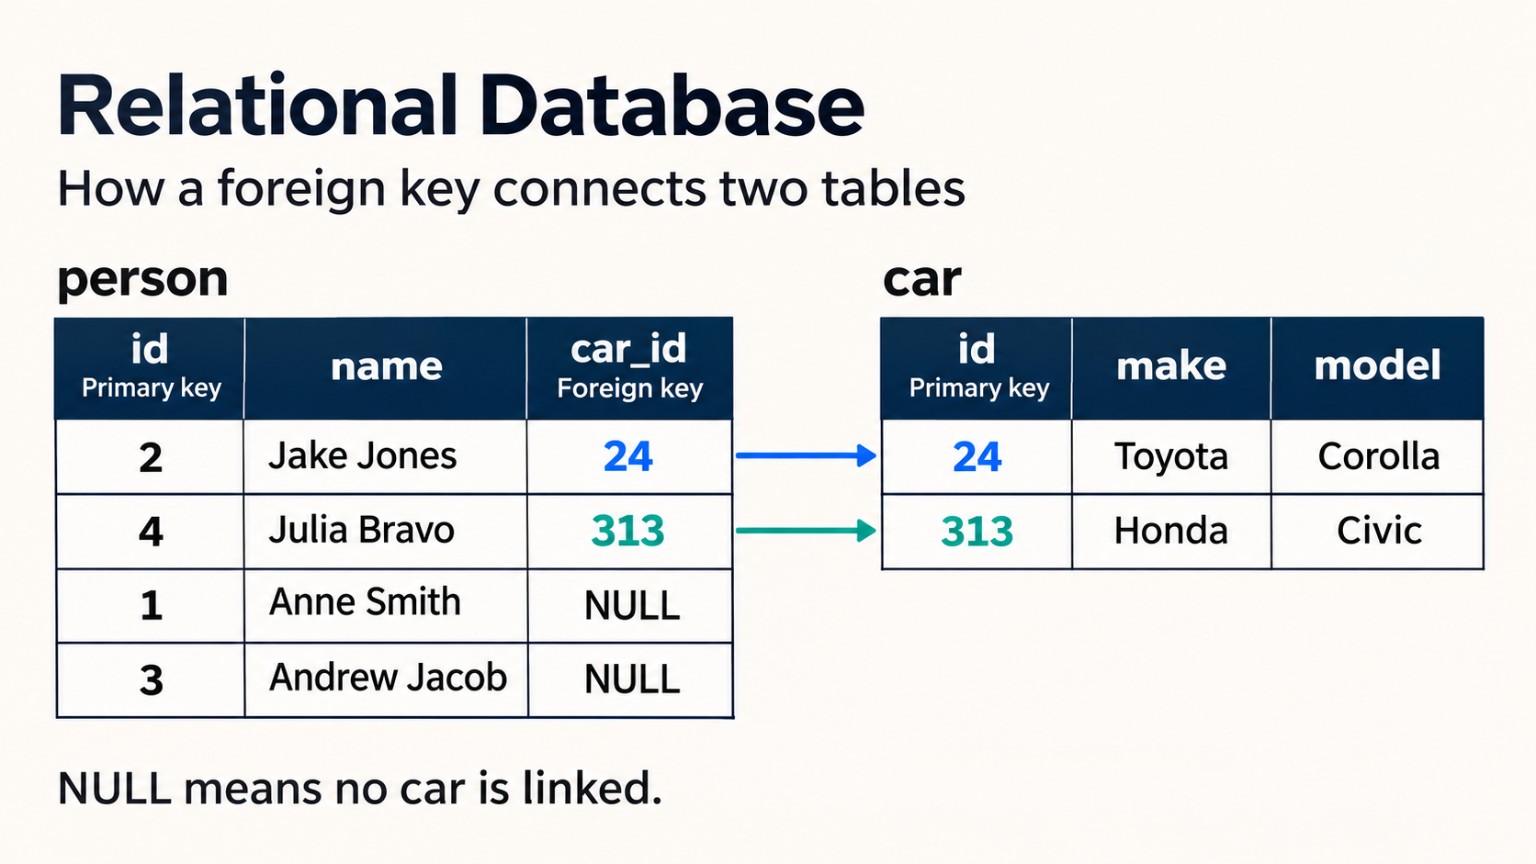 Relational Database
How a foreign key connects two tables
person
id name car_id
Primary key Foreign key
2 Jake Jones 24
4 Julia Bravo 313
1 Anne Smith NULL
3 Andrew Jacob NULL
car
id make model
Primary key
24 Toyota Corolla
313 Honda Civic
NULL means no car is linked.